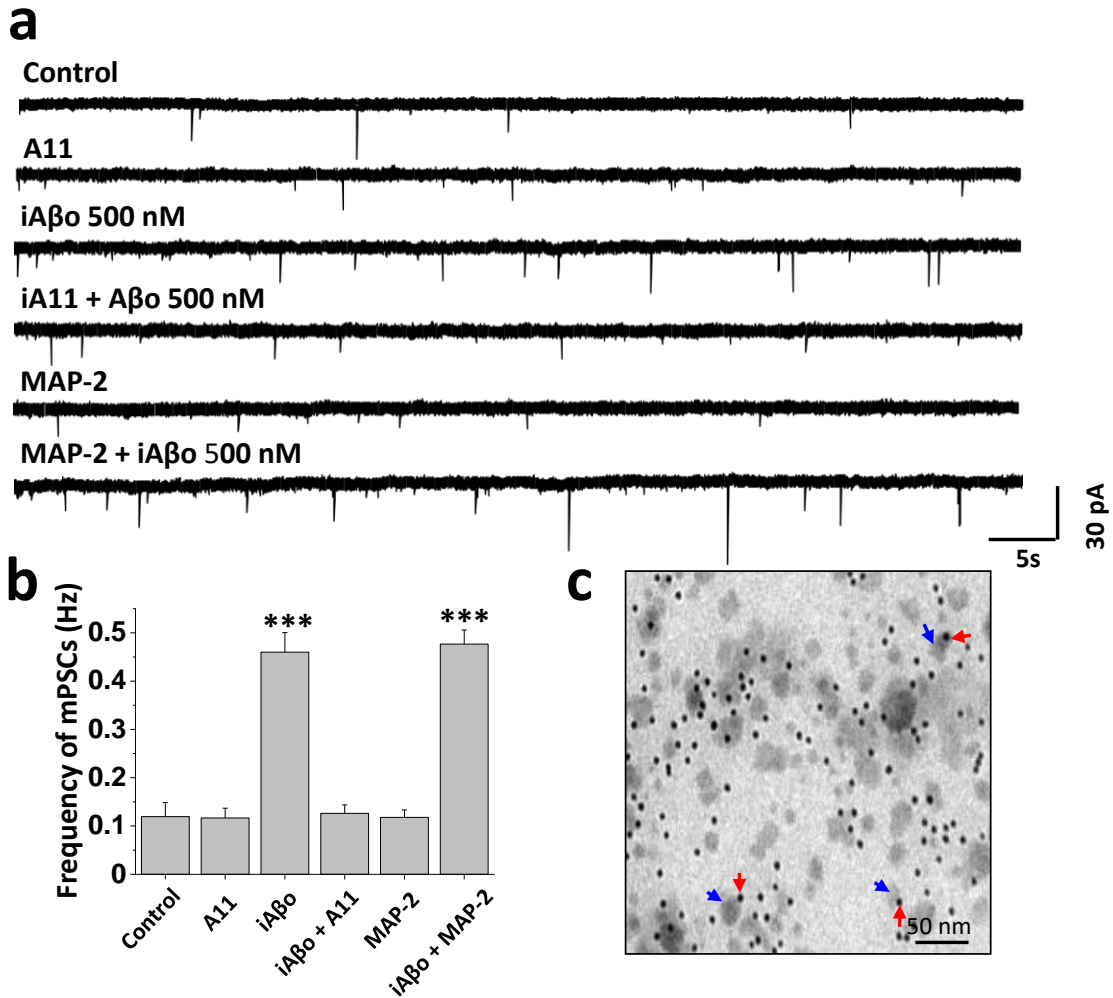 a
Control
A11
iAβo 500 nM
iA11 + Aβo 500 nM
MAP-2
MAP-2 + iAβo 500 nM
30 pA
5s
b
Frequency of mPSCs (Hz)
0.5
0.4
0.3
0.2
0.1
0
***
***
Control
A11
iAβo
iAβo + A11
MAP-2
iAβo + MAP-2
c
50 nm